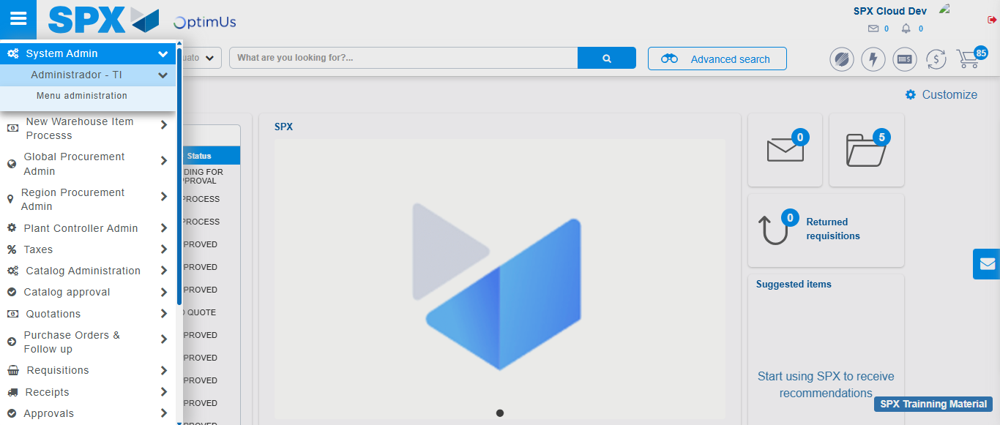 SPX
OptimUs
SPX Cloud Dev
0
0
System Admin
Administrador - TI
Menu administration
New Warehouse Item
Processs
Global Procurement
Admin
Region Procurement
Admin
Plant Controller Admin
Taxes
Catalog Administration
Catalog approval
Quotations
Purchase Orders &
Follow up
Requisitions
Receipts
Approvals
uato
What are you looking for?...
Advanced search
85
Customize
Status
DING FOR
PROVAL
PROCESS
PROCESS
PROVED
PROVED
PROVED
QUOTE
PROVED
PROVED
PROVED
PROVED
SPX
0
5
0
Returned
requisitions
Suggested items
Start using SPX to receive
recommendations
SPX Trainning Material